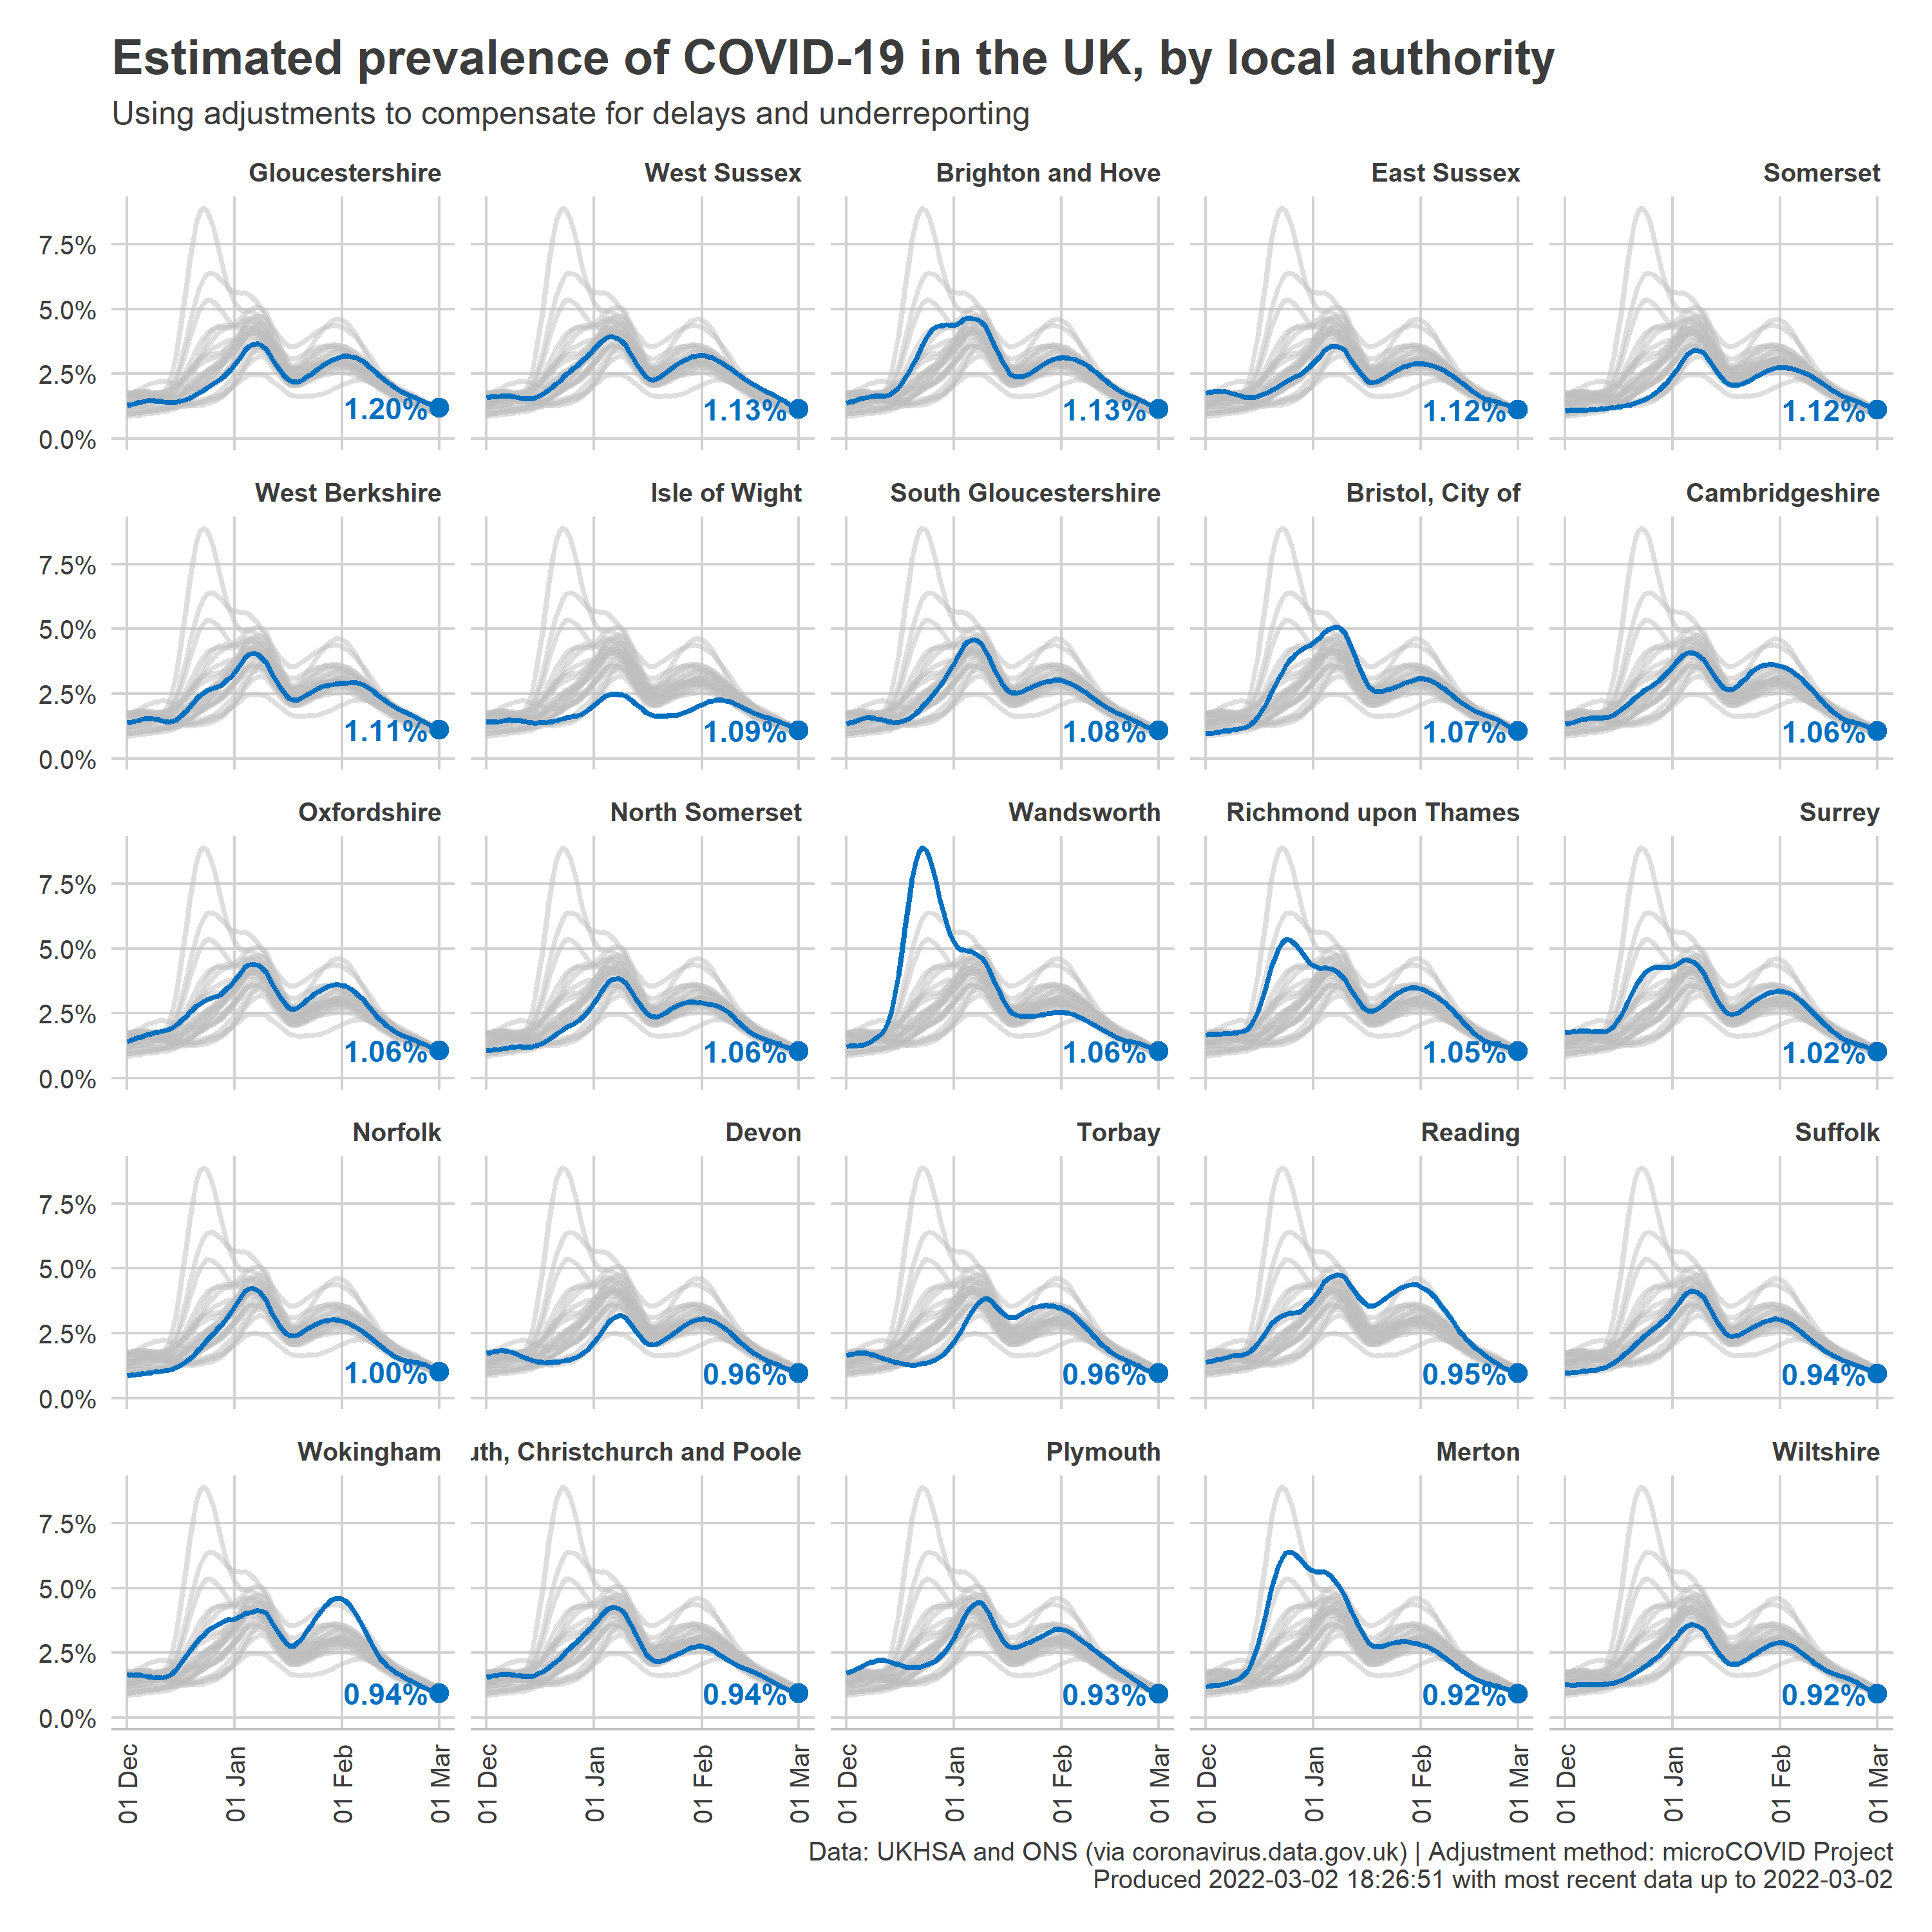 Estimated prevalence of COVID-19 in the UK, by local authority
Using adjustments to compensate for delays and underreporting
Gloucestershire West Sussex Brighton and Hove East Sussex Somerset
7.5%
5.0%
2.5%
0.0%
1.20% 1.13% 1.13% 1.12% 1.12%
West Berkshire Isle of Wight South Gloucestershire Bristol, City of Cambridgeshire
7.5%
5.0%
2.5%
0.0%
1.11% 1.09% 1.08% 1.07% 1.06%
Oxfordshire North Somerset Wandsworth Richmond upon Thames Surrey
7.5%
5.0%
2.5%
0.0%
1.06% 1.06% 1.06% 1.05% 1.02%
Norfolk Devon Torbay Reading Suffolk
7.5%
5.0%
2.5%
0.0%
1.00% 0.96% 0.96% 0.95% 0.94%
Wokingham uth, Christchurch and Poole Plymouth Merton Wiltshire
7.5%
5.0%
2.5%
0.0%
0.94% 0.94% 0.93% 0.92% 0.92%
01 Dec 01 Jan 01 Feb 01 Mar 01 Dec 01 Jan 01 Feb 01 Mar 01 Dec 01 Jan 01 Feb 01 Mar 01 Dec 01 Jan 01 Feb 01 Mar 01 Dec 01 Jan 01 Feb 01 Mar
Data: UKHSA and ONS (via coronavirus.data.gov.uk) | Adjustment method: microCOVID Project
Produced 2022-03-02 18:26:51 with most recent data up to 2022-03-02